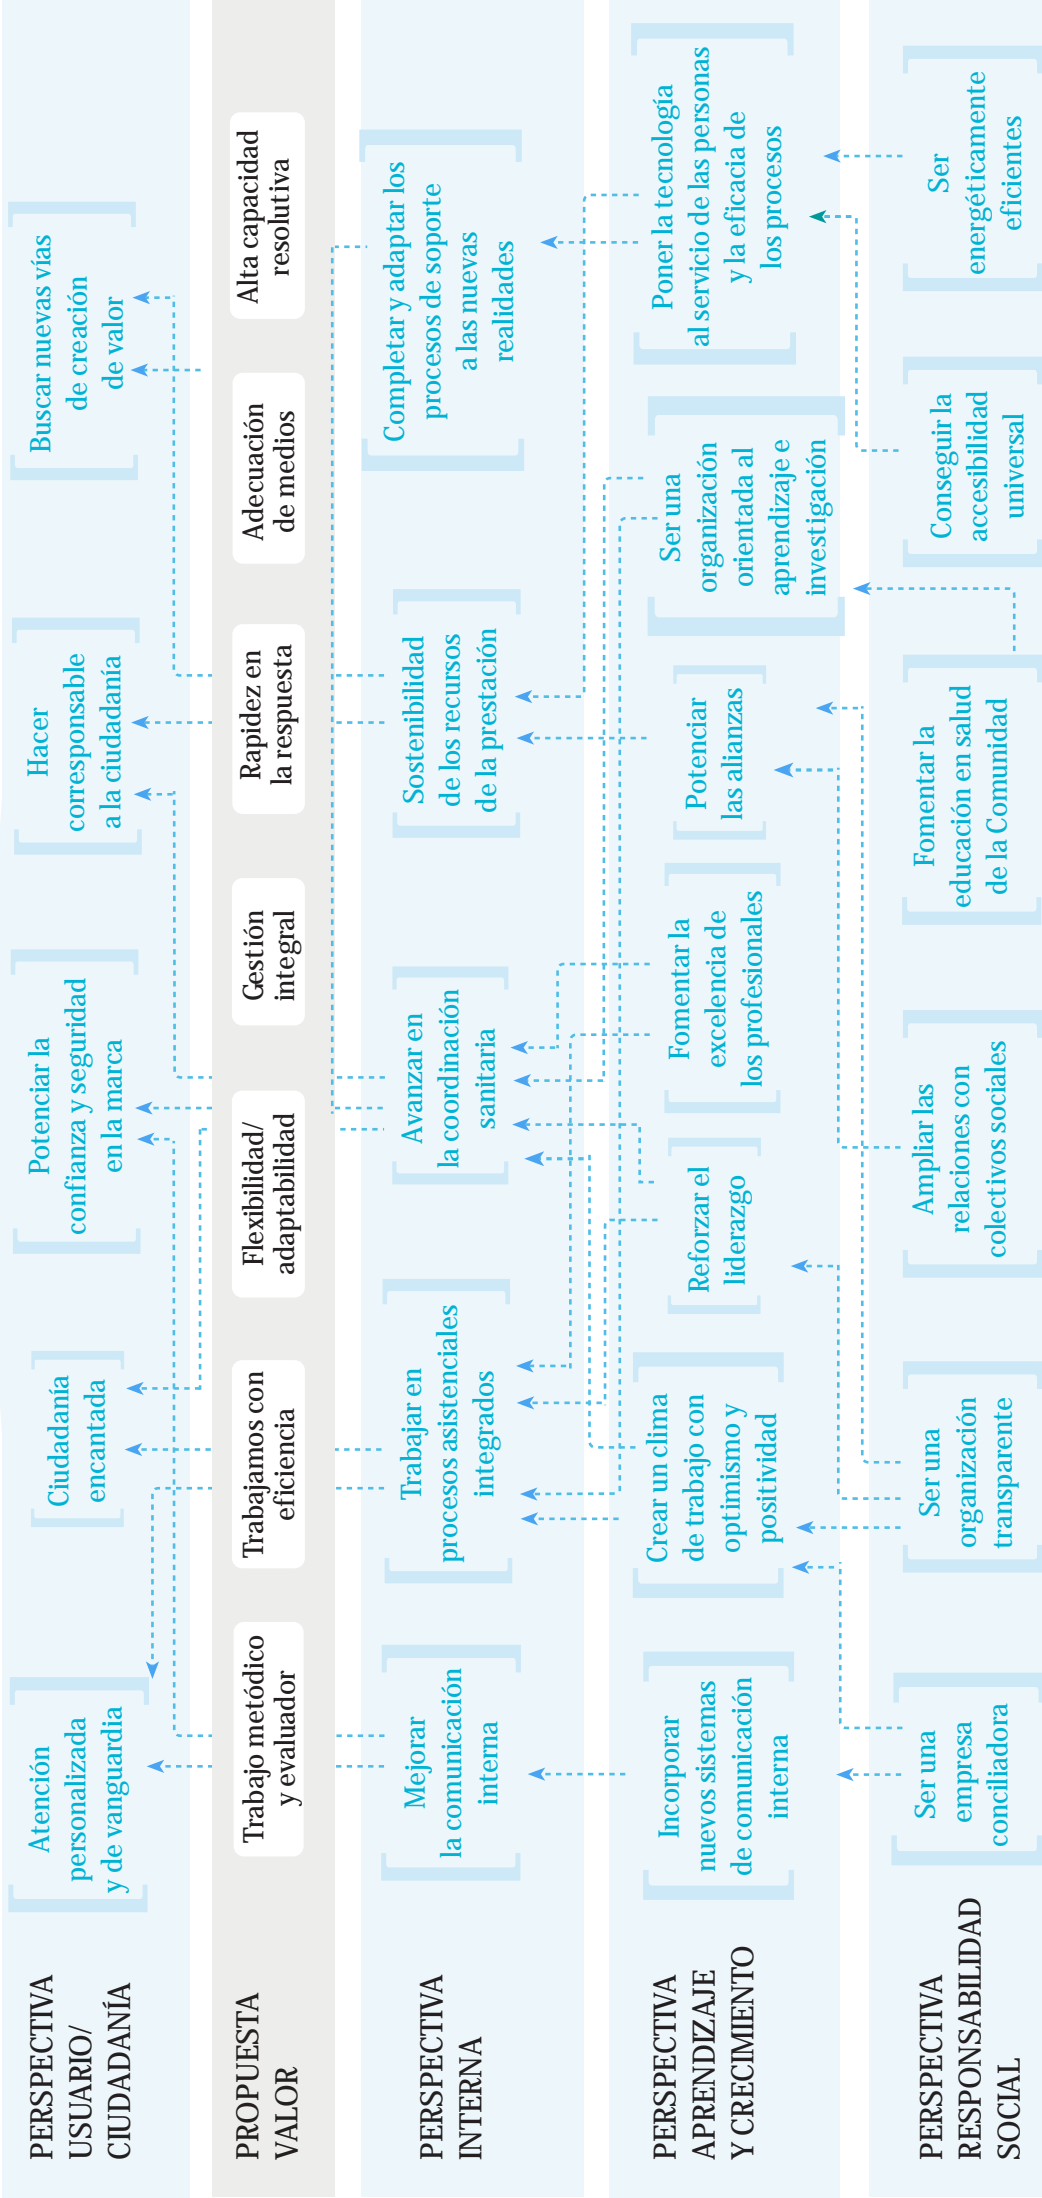 PERSPECTIVA
USUARIO/
CIUDADANÍA
Atención
personalizada
y de vanguardia
Ciudadanía
encantada
Potenciar la
confianza y seguridad
en la marca
Hacer
corresponsable
a la ciudadanía
Buscar nuevas vías
de creación
de valor
PROPUESTA
VALOR
Trabajo metódico
y evaluador
Trabajamos con
eficiencia
Flexibilidad/
adaptabilidad
Gestión
integral
Rapidez en
la respuesta
Adecuación
de medios
Alta capacidad
resolutiva
PERSPECTIVA
INTERNA
Mejorar
la comunicación
interna
Trabajar en
procesos asistenciales
integrados
Avanzar en
la coordinación
sanitaria
Sostenibilidad
de los recursos
de la prestación
Completar y adaptar los
procesos de soporte
a las nuevas
realidades
PERSPECTIVA
APRENDIZAJE
Y CRECIMIENTO
Incorporar
nuevos sistemas
de comunicación
interna
Crear un clima
de trabajo con
optimismo y
positividad
Reforzar el
liderazgo
Fomentar la
excelencia de
los profesionales
Potenciar
las alianzas
Ser una
organización
orientada al
aprendizaje e
investigación
Poner la tecnología
al servicio de las personas
y la eficacia de
los procesos
PERSPECTIVA
RESPONSABILIDAD
SOCIAL
Ser una
empresa
conciliadora
Ser una
organización
transparente
Ampliar las
relaciones con
colectivos sociales
Fomentar la
educación en salud
de la Comunidad
Conseguir la
accesibilidad
universal
Ser
energéticamente
eficientes